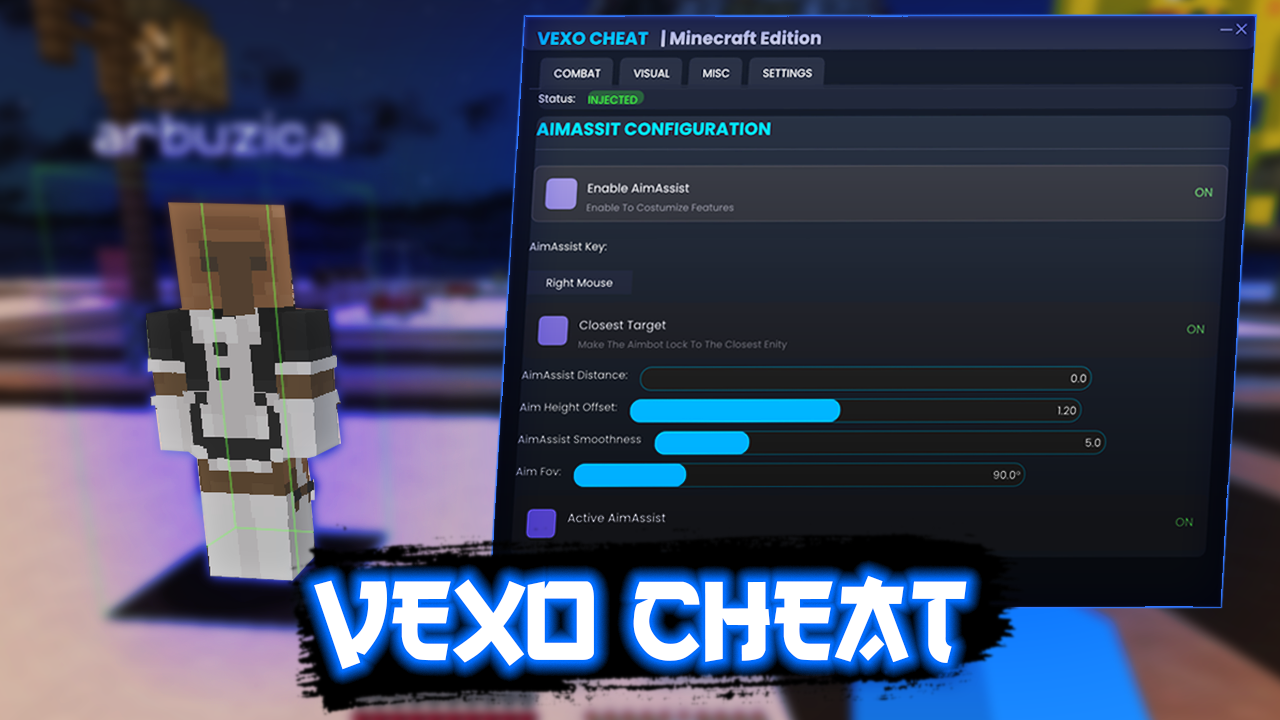 VEXO CHEAT | Minecraft Edition
COMBAT VISUAL MISC SETTINGS
Status: INJECTED
arbuzica
AIMASSIT CONFIGURATION
Enable AimAssist
ON
Enable To Costumize Features
AimAssist Key:
Right Mouse
Closest Target
ON
Make The Aimbot Lock To The Closest Enity
AimAssist Distance: 0.0
Aim Height Offset: 1.20
AimAssist Smoothness 5.0
Aim Fov: 90.0°
Active AimAssist
ON
VEXO CHEAT